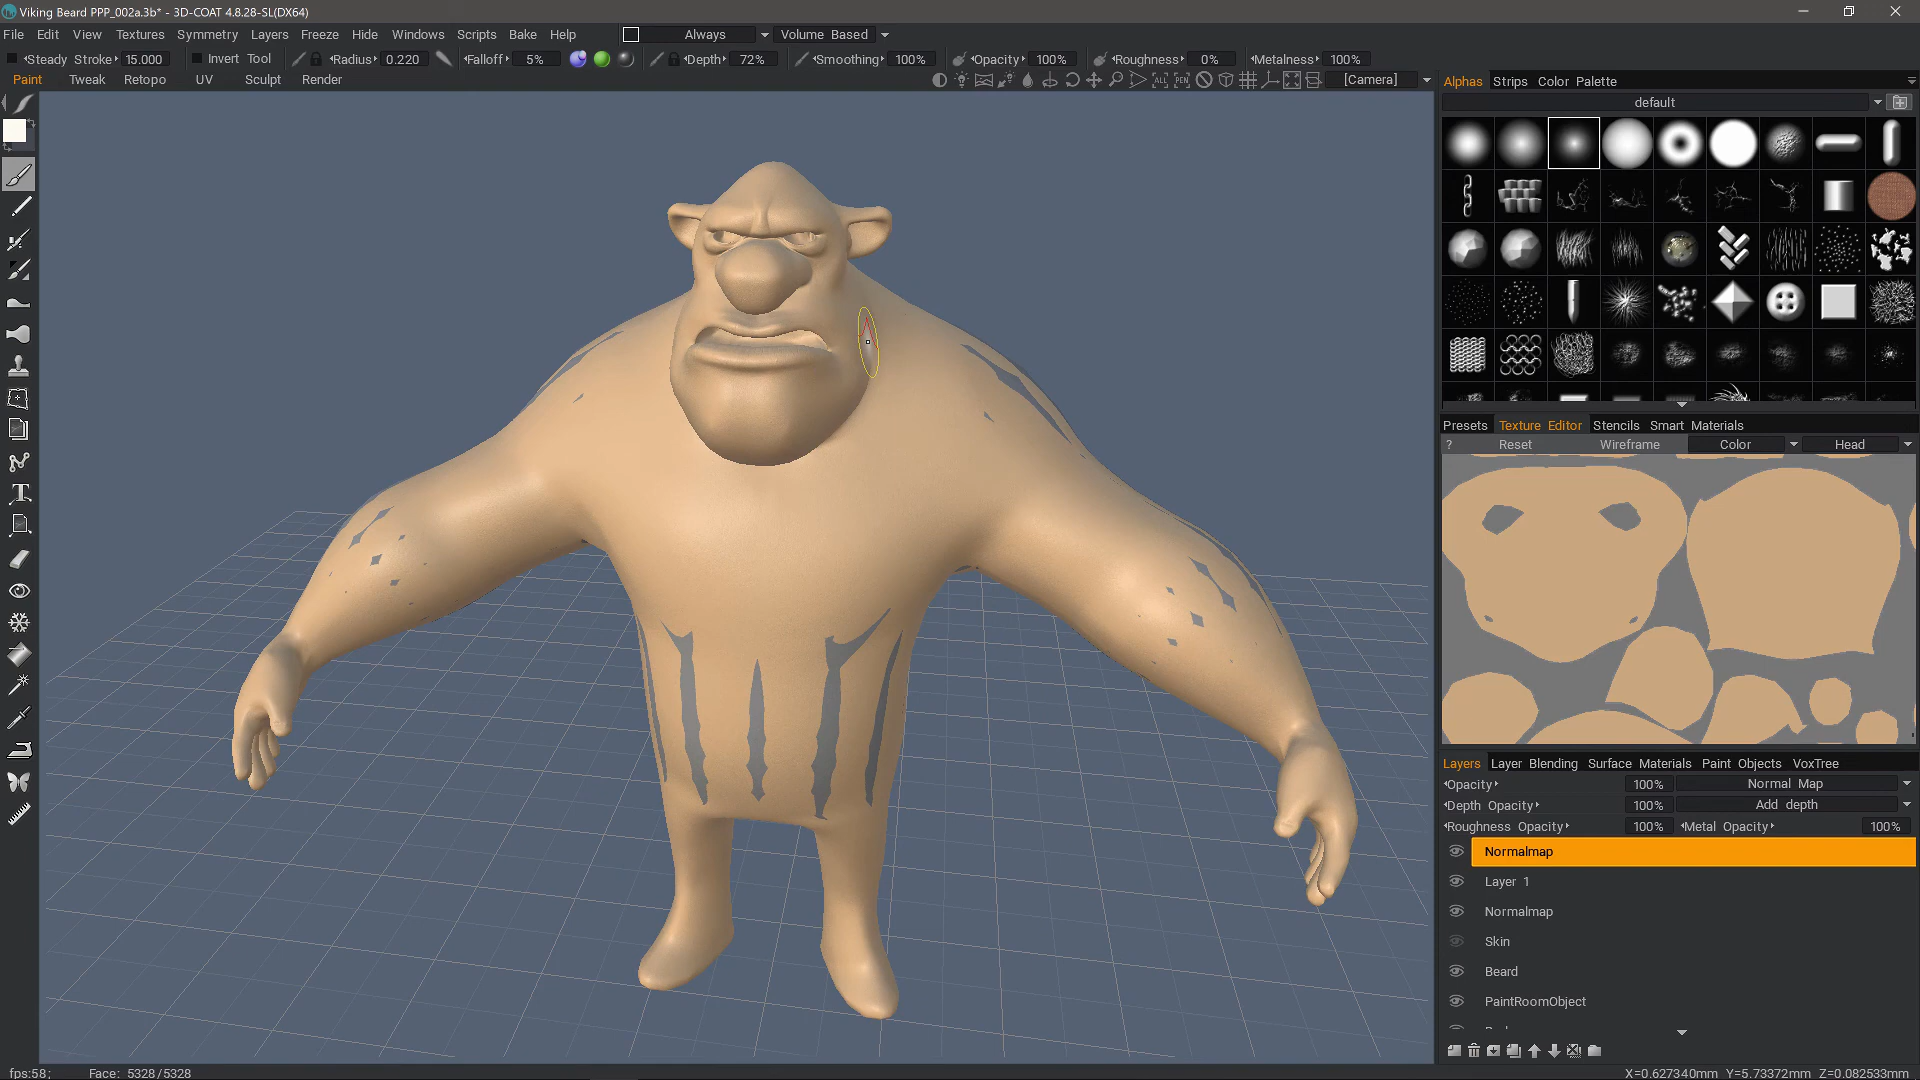 Viking Beard PPP_002a.3b* - 3D-COAT 4.8.28-SL(DX64)
File Edit View Textures Symmetry Layers Freeze Hide Windows Scripts Bake Help Always Volume Based
Steady Stroke 15.000 Invert Tool Radius 0.220 Falloff 5% Depth 72% Smoothing 100% Opacity 100% Roughness 0% Metalness 100%
Paint Tweak Retopo UV Sculpt Render ALL PEN [Camera]
Alphas Strips Color Palette
default
Presets Texture Editor Stencils Smart Materials
? Reset Wireframe Color Head
Layers Layer Blending Surface Materials Paint Objects VoxTree
Opacity 100% Normal Map
Depth Opacity 100% Add depth
Roughness Opacity 100% Metal Opacity 100%
Normalmap
Layer 1
Normalmap
Skin
Beard
PaintRoomObject
fps:58; Face: 5328/5328 X=0.627340mm Y=5.73372mm Z=0.082533mm